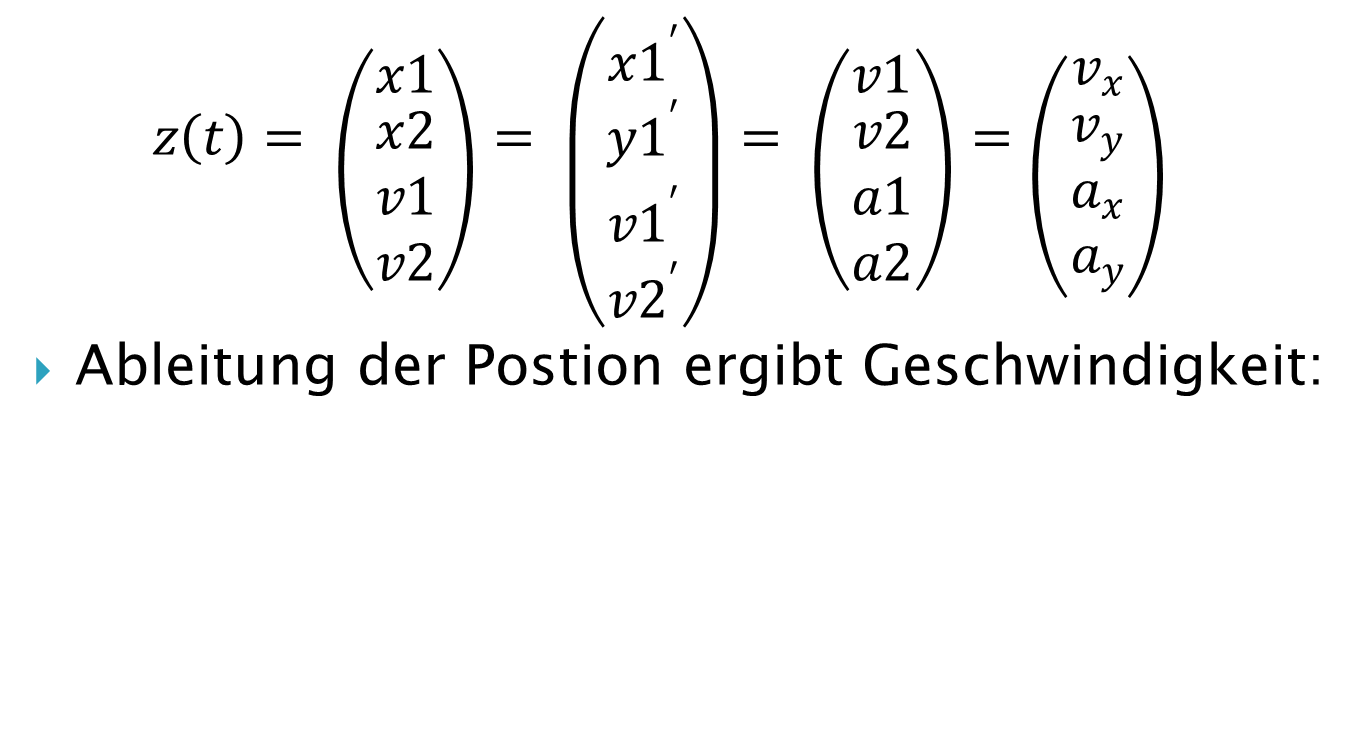 z(t) = (x1 x2 v1 v2) = (x1′ y1′ v1′ v2′) = (v1 v2 a1 a2) = (v_x v_y a_x a_y)
Ableitung der Postion ergibt Geschwindigkeit: